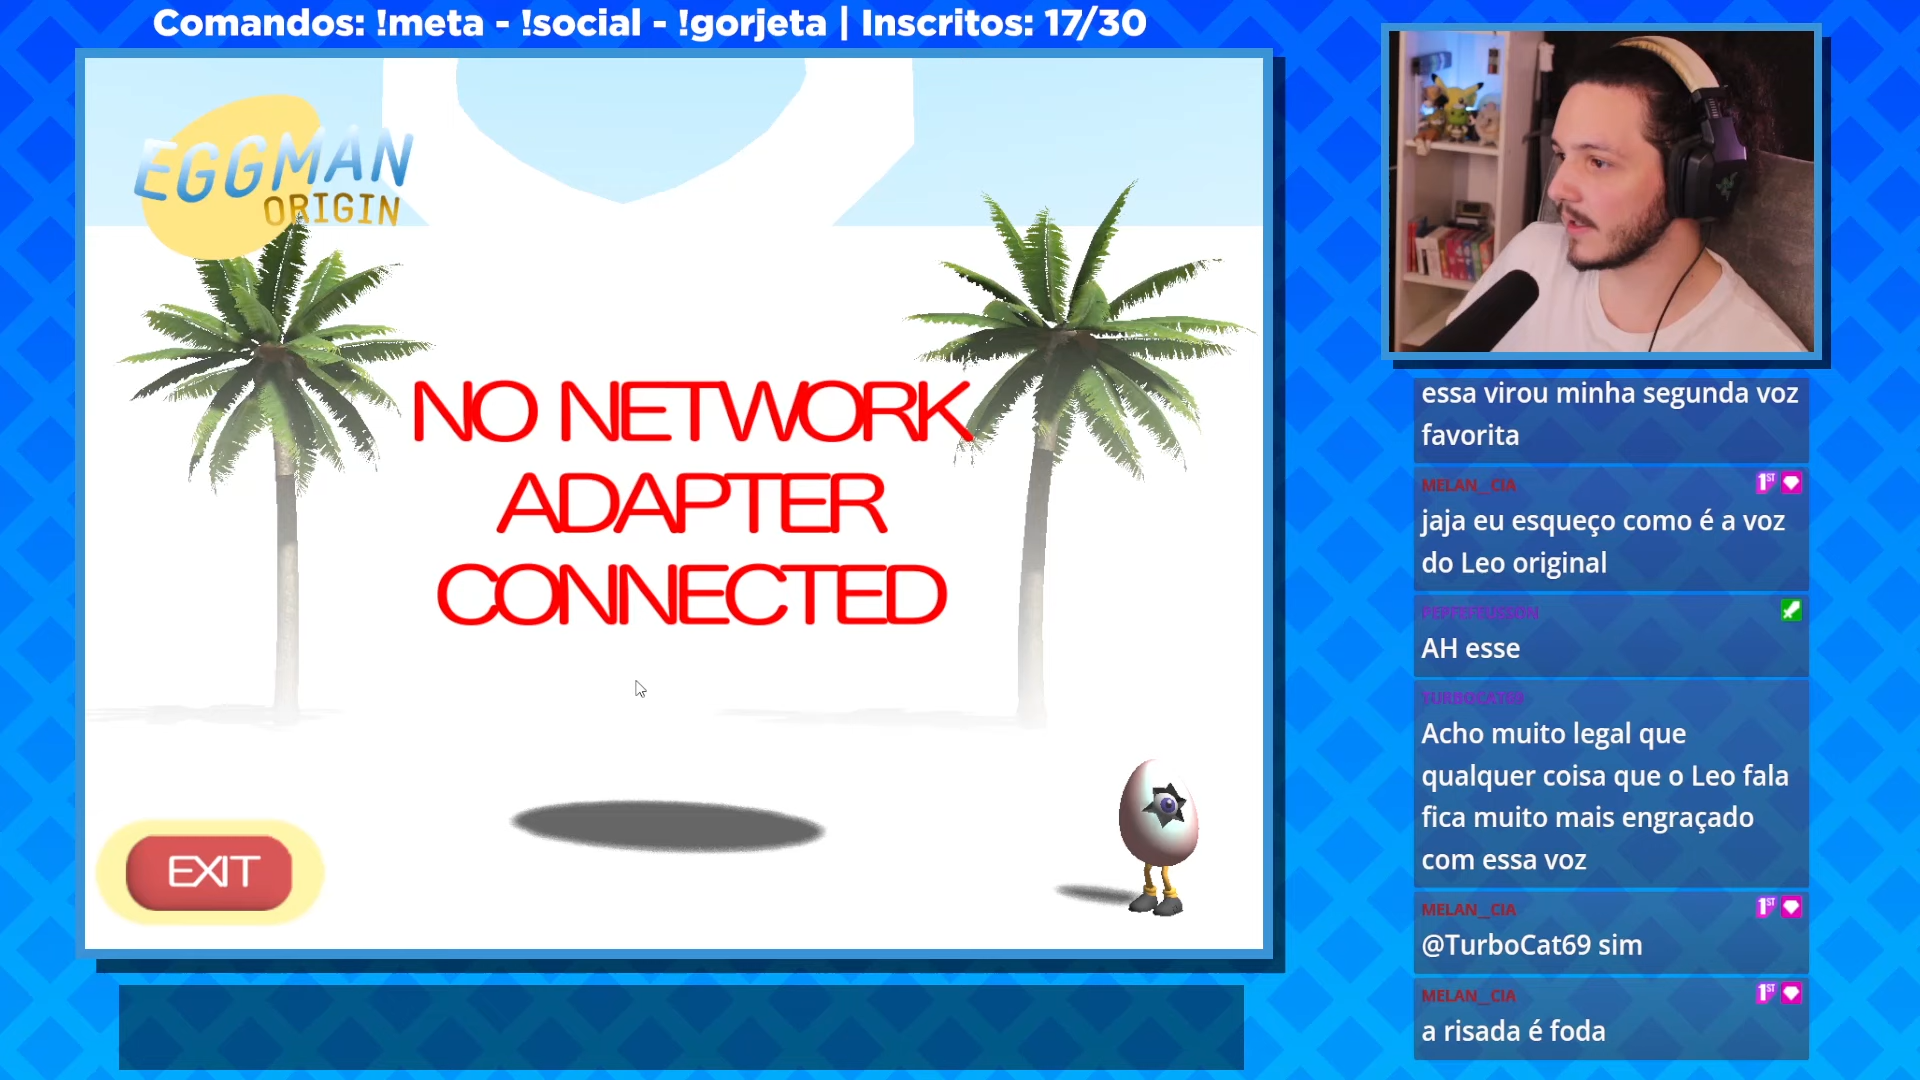 Comandos: !meta - !social - !gorjeta | Inscritos: 17/30
EGGMAN
ORIGIN
NO NETWORK
ADAPTER
CONNECTED
EXIT
essa virou minha segunda voz
favorita
MELAN_CIA
jaja eu esqueço como é a voz
do Leo original
AH esse
TURBOCAT69
Acho muito legal que
qualquer coisa que o Leo fala
fica muito mais engraçado
com essa voz
MELAN_CIA
@TurboCat69 sim
MELAN_CIA
a risada é foda